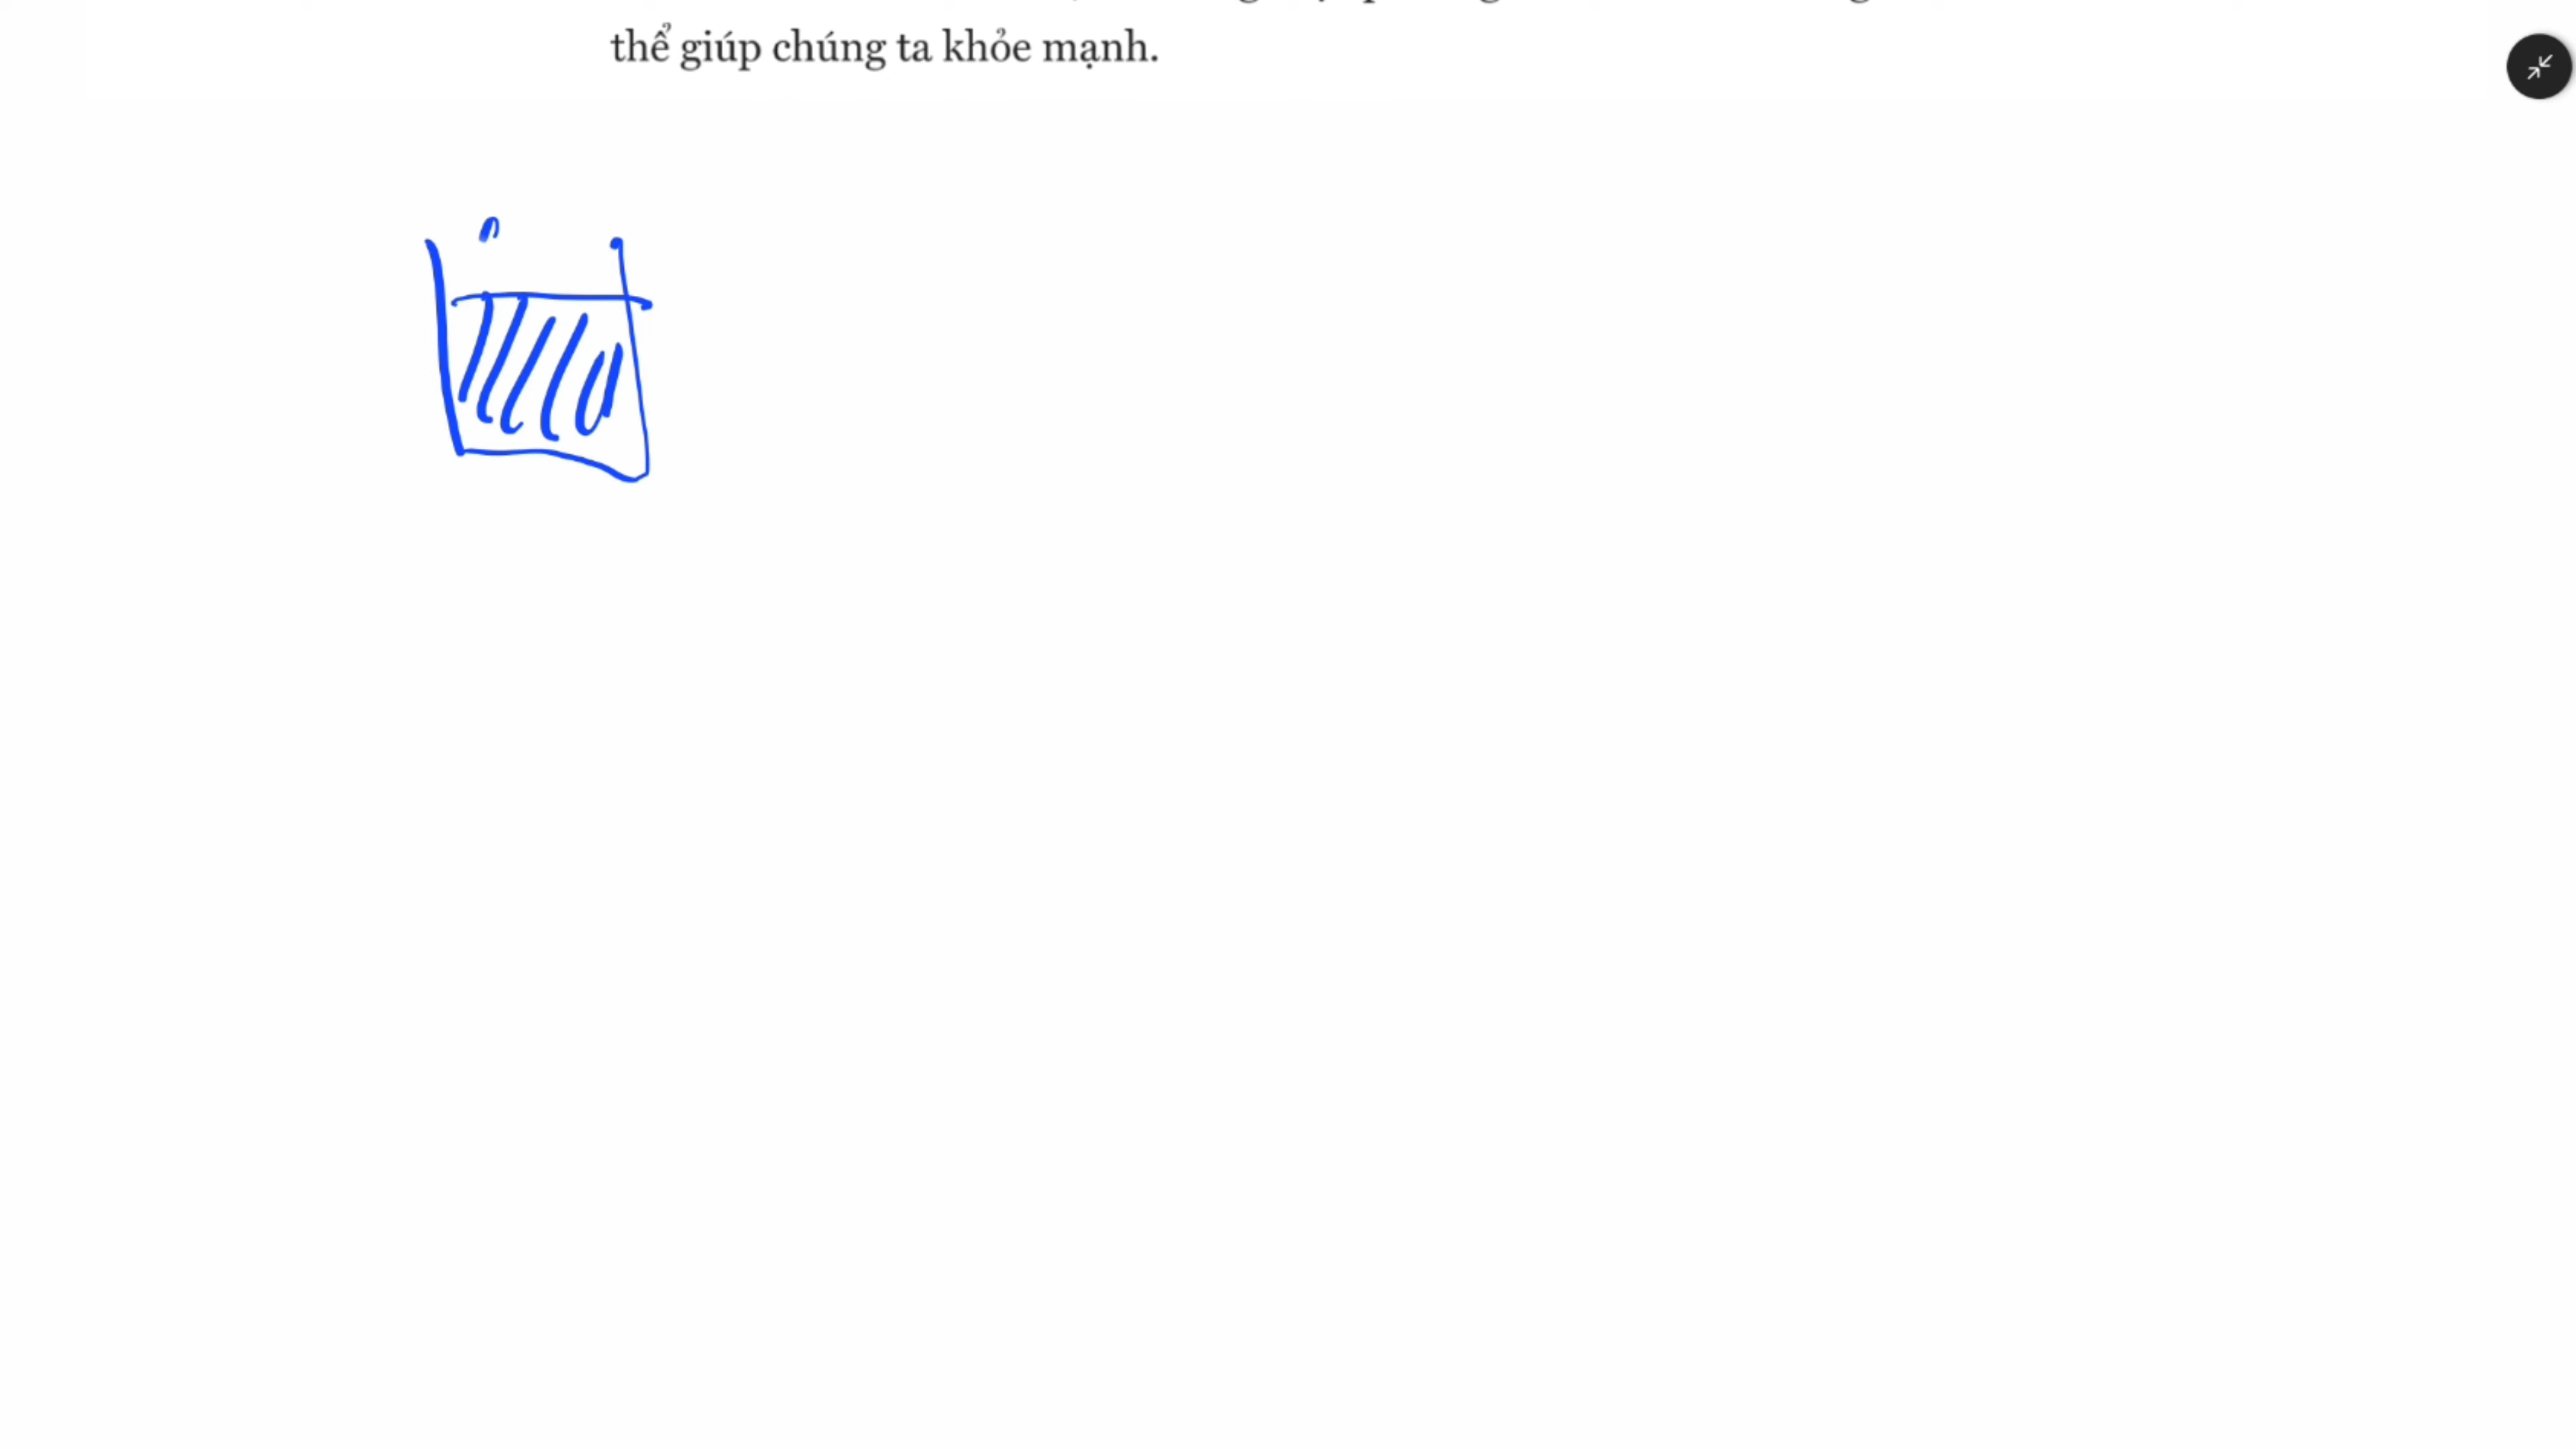 thể giúp chúng ta khỏe mạnh.